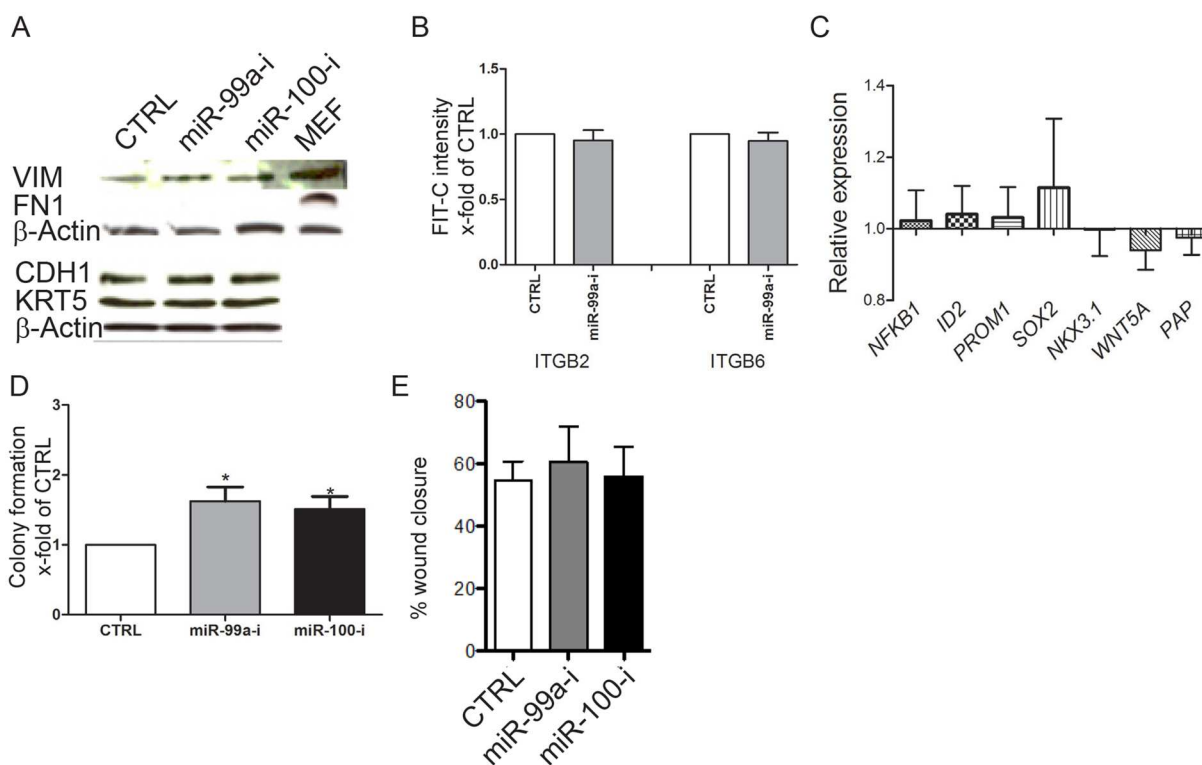 A
CTRL
miR-99a-i
miR-100-i
MEF
VIM
FN1
β-Actin
CDH1
KRT5
β-Actin
B
FIT-C intensity
x-fold of CTRL
1.5
1.0
0.5
0.0
CTRL
miR-99a-i
CTRL
miR-99a-i
ITGB2
ITGB6
C
Relative expression
1.4
1.2
1.0
0.8
NFKB1
ID2
PROM1
SOX2
NKX3.1
WNT5A
PAP
D
Colony formation
x-fold of CTRL
3
2
1
0
*
*
CTRL
miR-99a-i
miR-100-i
E
% wound closure
80
60
40
20
0
CTRL
miR-99a-i
miR-100-i